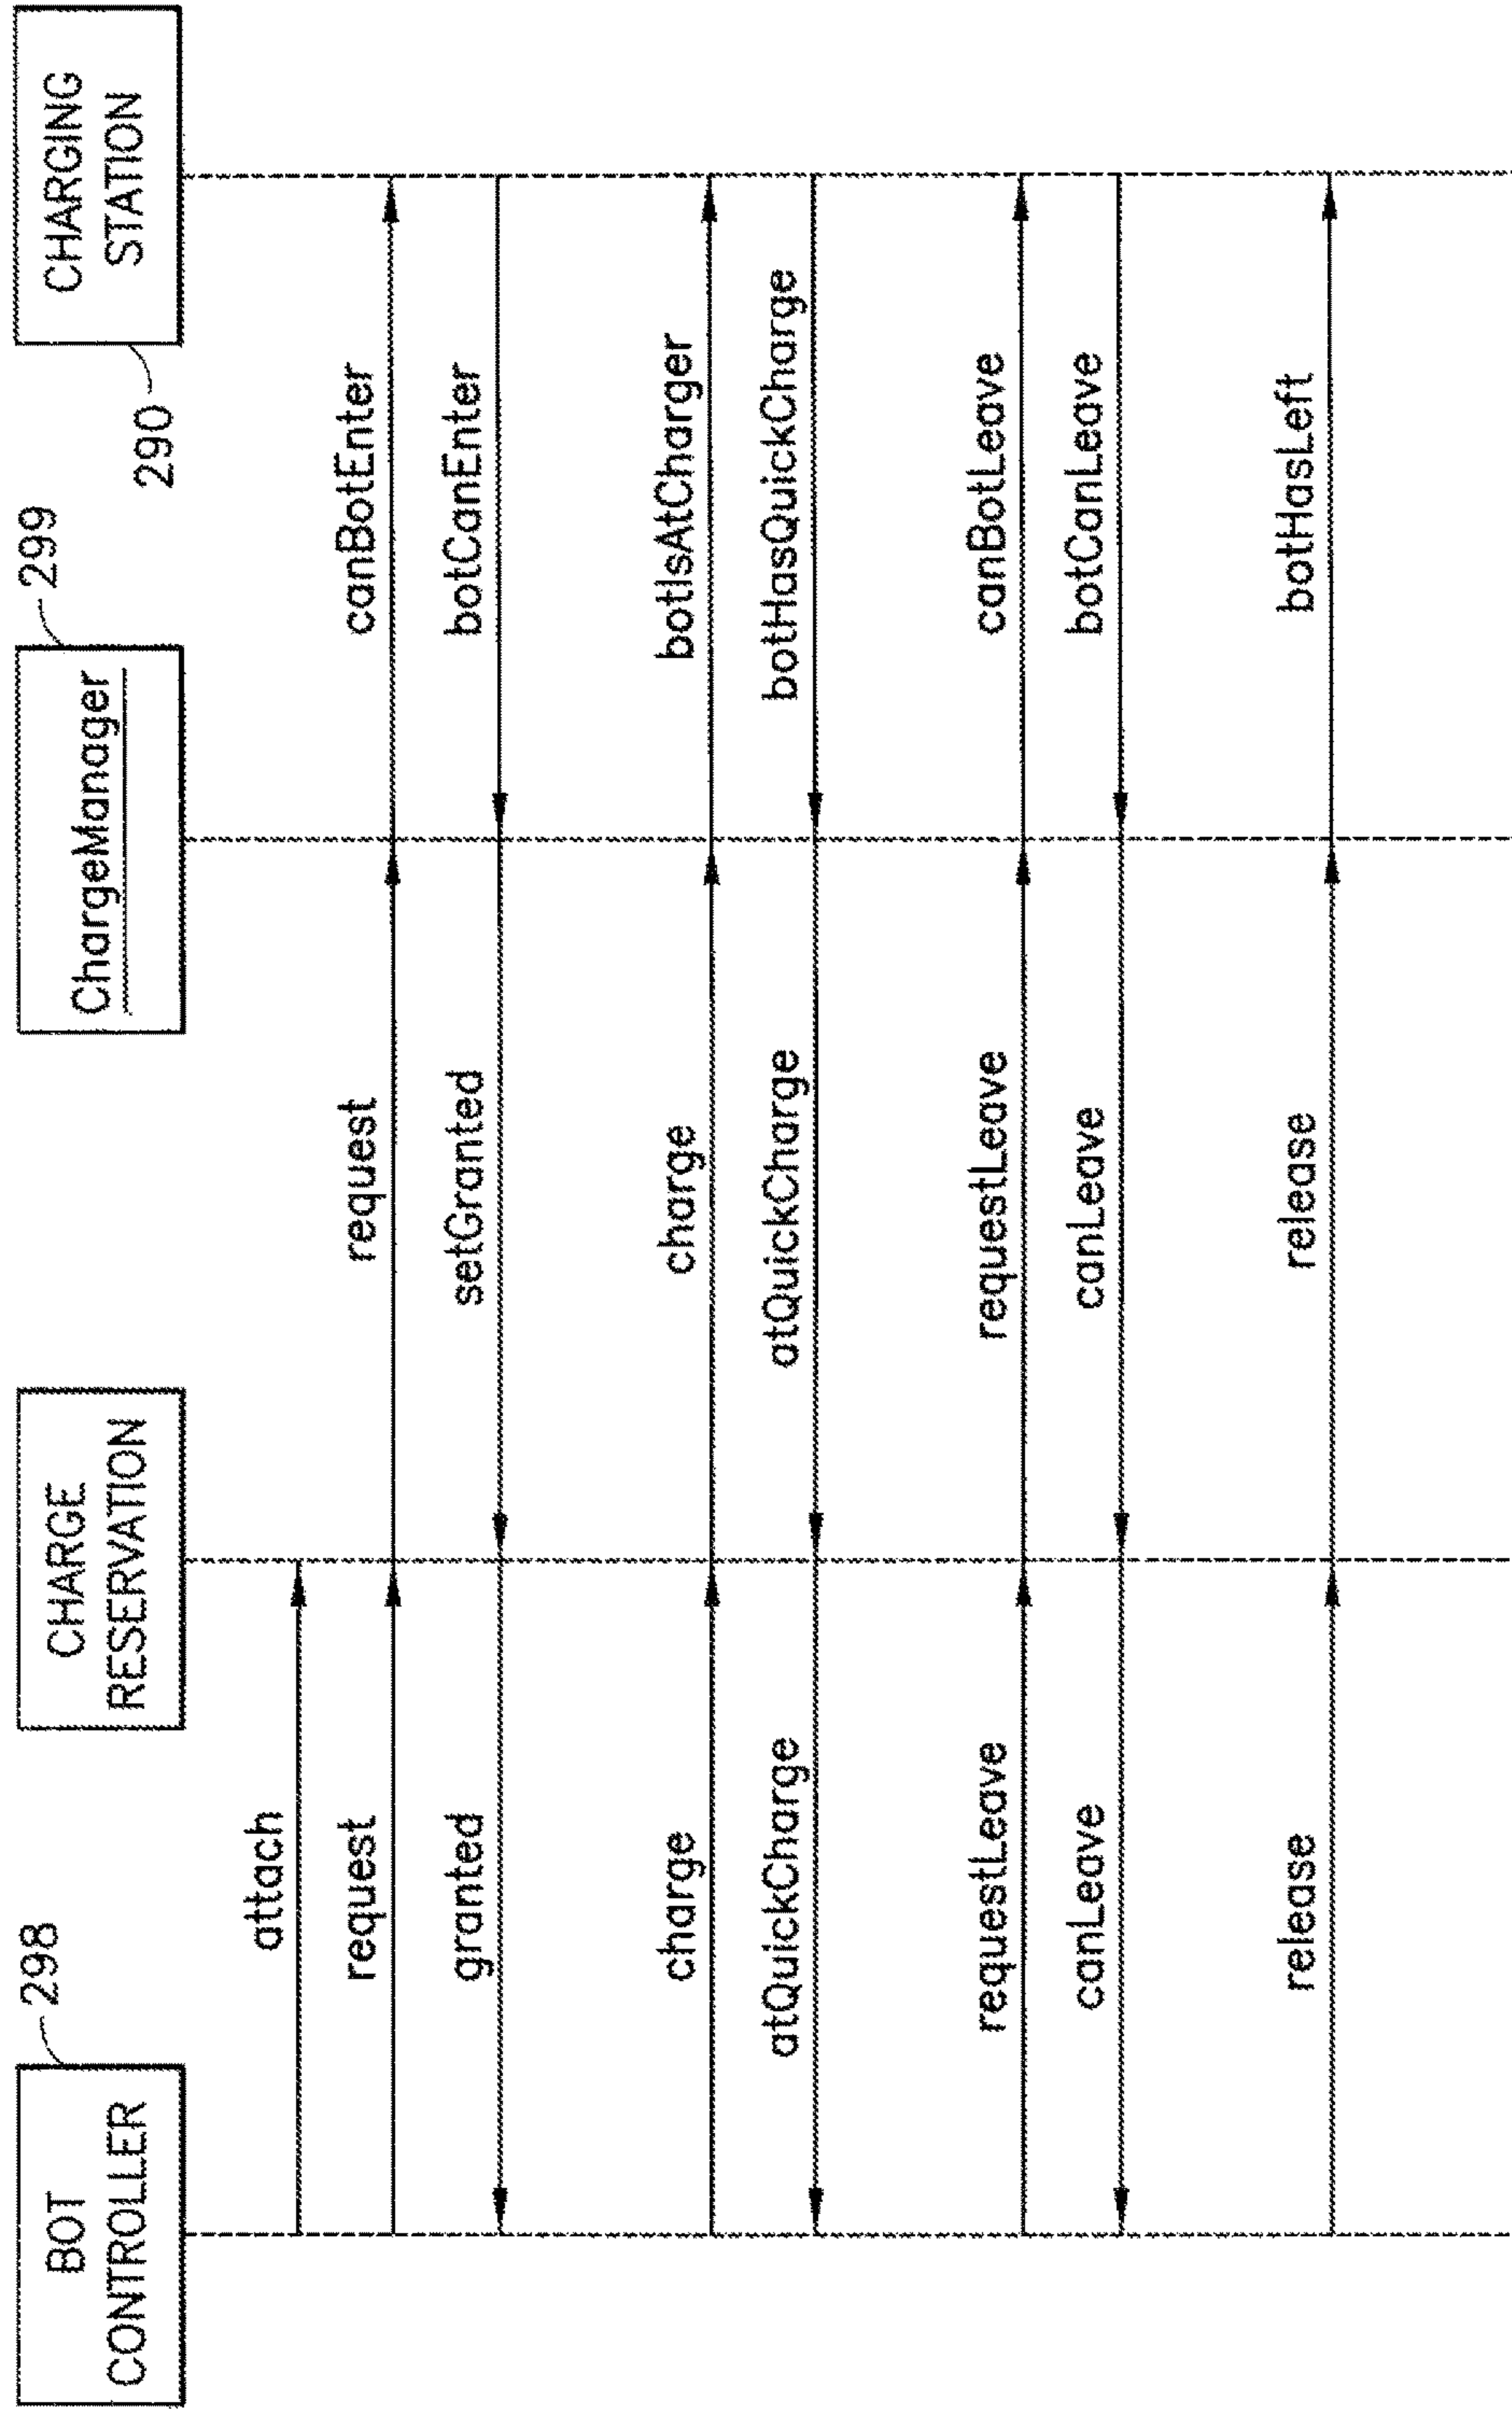 BOT
CONTROLLER
298
CHARGE
RESERVATION
ChargeManager
299
CHARGING
STATION
290
attach
request
request
canBotEnter
granted
setGranted
botCanEnter
charge
charge
botIsAtCharger
atQuickCharge
atQuickCharge
botHasQuickCharge
requestLeave
requestLeave
canBotLeave
canLeave
canLeave
botCanLeave
release
release
botHasLeft